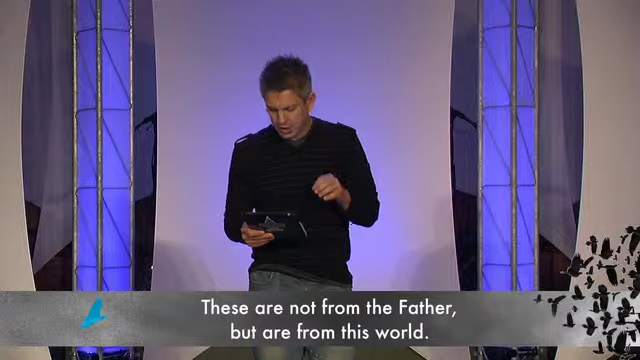 These are not from the Father,
but are from this world.